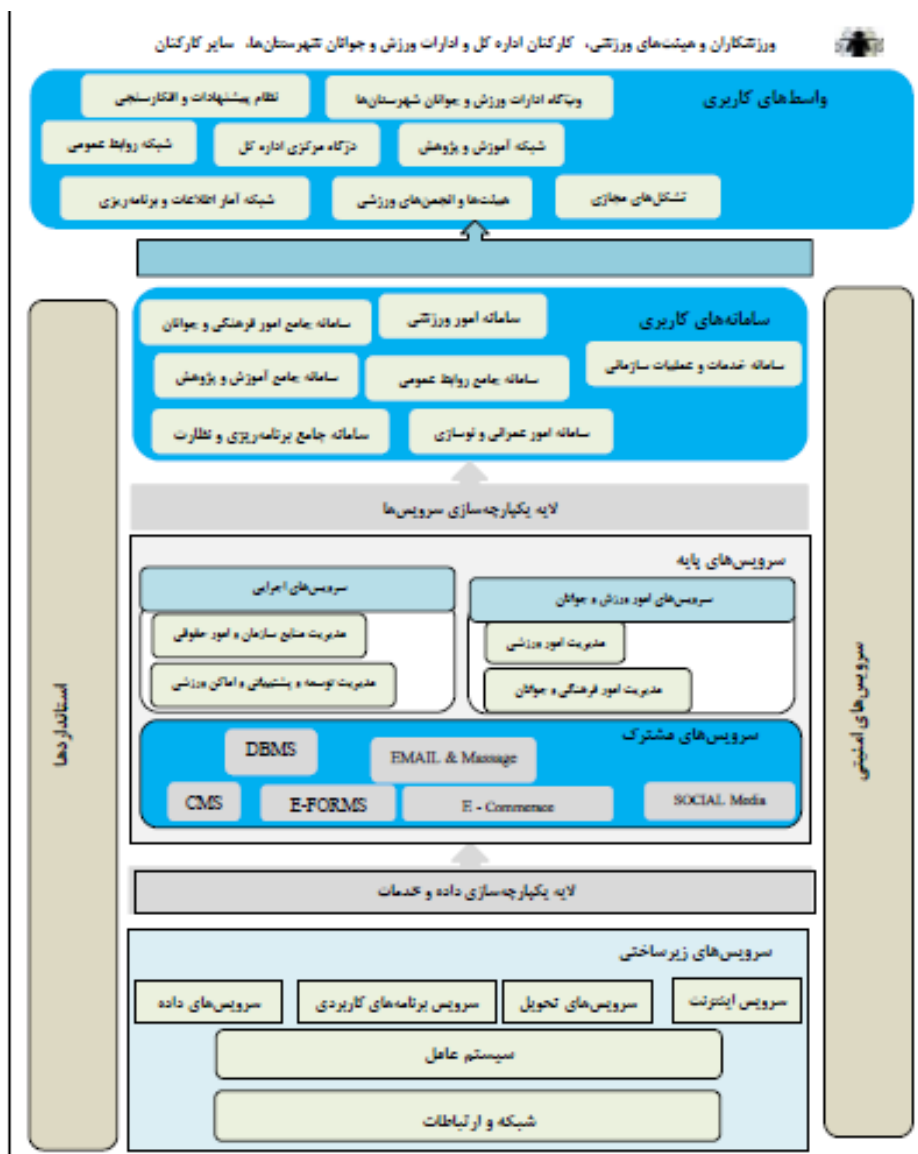 ورزشکاران و هیئت‌های ورزشی، کارکنان اداره کل و ادارات ورزش و جوانان شهرستان‌ها، سایر کارکنان
واسط‌های کاربری
وبگاه ادارات ورزش و جوانان شهرستان‌ها
نظام پیشنهادات و افکارسنجی
شبکه آموزش و پژوهش
درگاه مرکزی اداره کل
شبکه روابط عمومی
تشکل‌های مجازی
هیئت‌ها و انجمن‌های ورزشی
شبکه آمار اطلاعات و برنامه‌ریزی
سرویس‌های امنیتی
استانداردها
سامانه‌های کاربری
سامانه امور ورزشی
سامانه جامع امور فرهنگی و جوانان
سامانه خدمات و عملیات سازمانی
سامانه جامع روابط عمومی
سامانه جامع آموزش و پژوهش
سامانه امور عمرانی و نوسازی
سامانه جامع برنامه‌ریزی و نظارت
لایه یکپارچه‌سازی سرویس‌ها
سرویس‌های پایه
سرویس‌های امور ورزش و جوانان
مدیریت امور ورزشی
مدیریت امور فرهنگی و جوانان
سرویس‌های اجرایی
مدیریت منابع سازمان و امور حقوقی
مدیریت توسعه و پشتیبانی و اماکن ورزشی
سرویس‌های مشترک
DBMS
EMAIL & Massage
CMS
E-FORMS
E - Commerace
SOCIAL Media
لایه یکپارچه‌سازی داده و خدمات
سرویس‌های زیرساختی
سرویس اینترنت
سرویس‌های تحویل
سرویس برنامه‌های کاربردی
سرویس‌های داده
سیستم عامل
شبکه و ارتباطات